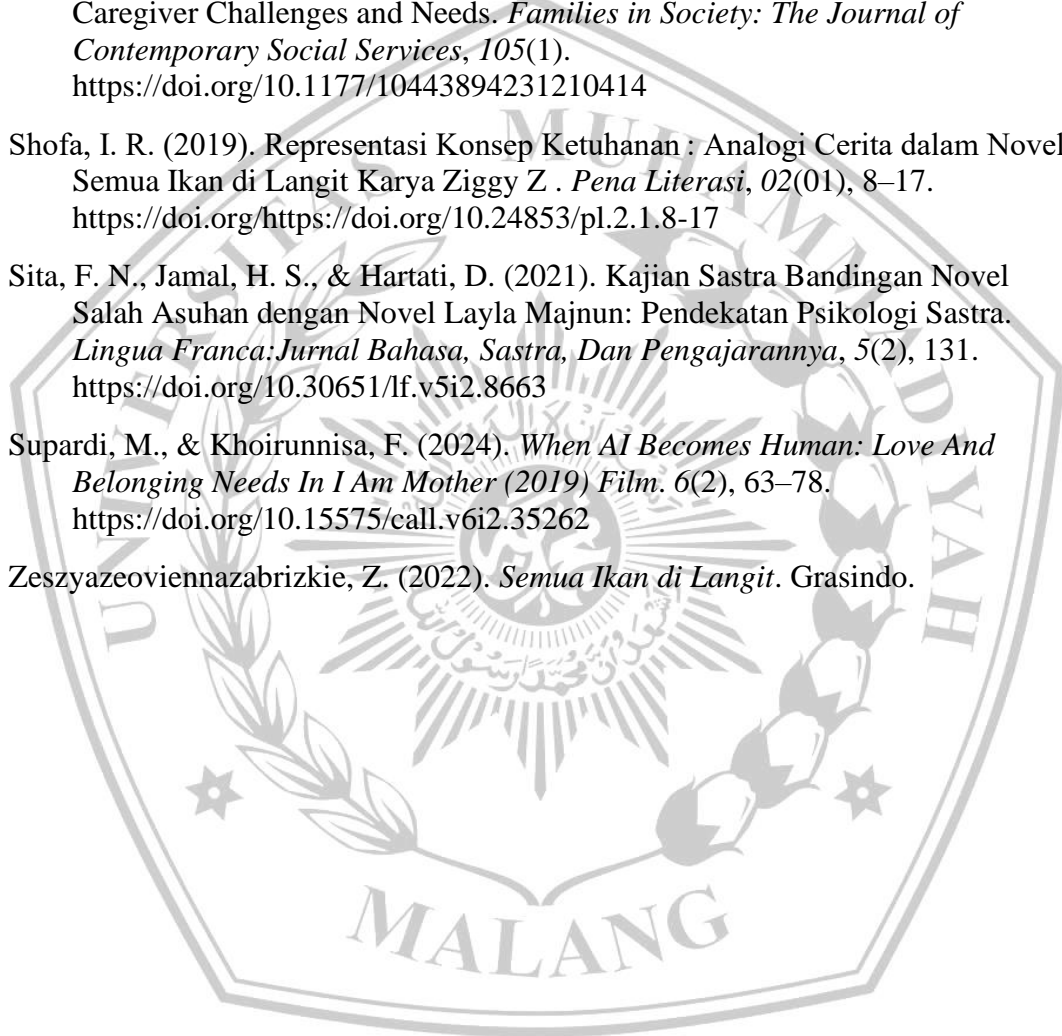 Caregiver Challenges and Needs. Families in Society: The Journal of
Contemporary Social Services, 105(1).
https://doi.org/10.1177/10443894231210414
Shofa, I. R. (2019). Representasi Konsep Ketuhanan : Analogi Cerita dalam Novel
Semua Ikan di Langit Karya Ziggy Z . Pena Literasi, 02(01), 8–17.
https://doi.org/https://doi.org/10.24853/pl.2.1.8-17
Sita, F. N., Jamal, H. S., & Hartati, D. (2021). Kajian Sastra Bandingan Novel
Salah Asuhan dengan Novel Layla Majnun: Pendekatan Psikologi Sastra.
Lingua Franca:Jurnal Bahasa, Sastra, Dan Pengajarannya, 5(2), 131.
https://doi.org/10.30651/lf.v5i2.8663
Supardi, M., & Khoirunnisa, F. (2024). When AI Becomes Human: Love And
Belonging Needs In I Am Mother (2019) Film. 6(2), 63–78.
https://doi.org/10.15575/call.v6i2.35262
Zeszyazeoviennazabrizkie, Z. (2022). Semua Ikan di Langit. Grasindo.
UNIVERSITAS MUHAMMADIYAH
MALANG